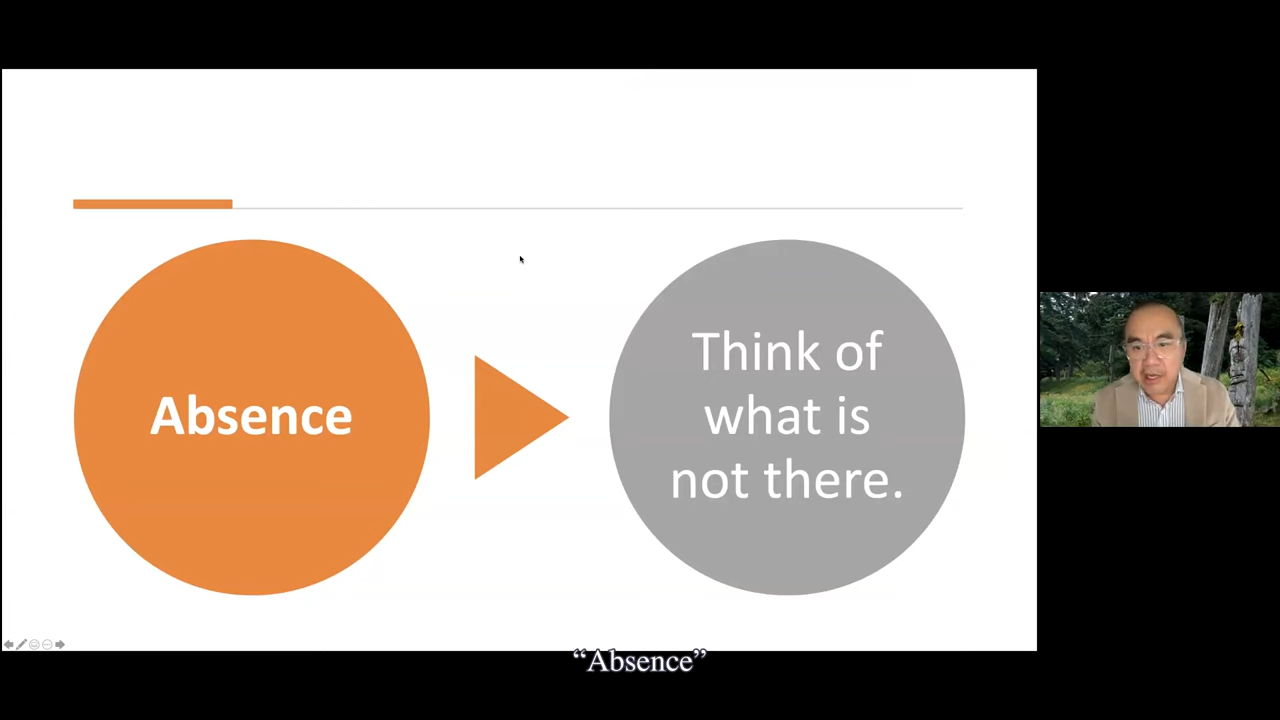 Absence
Think of
what is
not there.
“Absence”